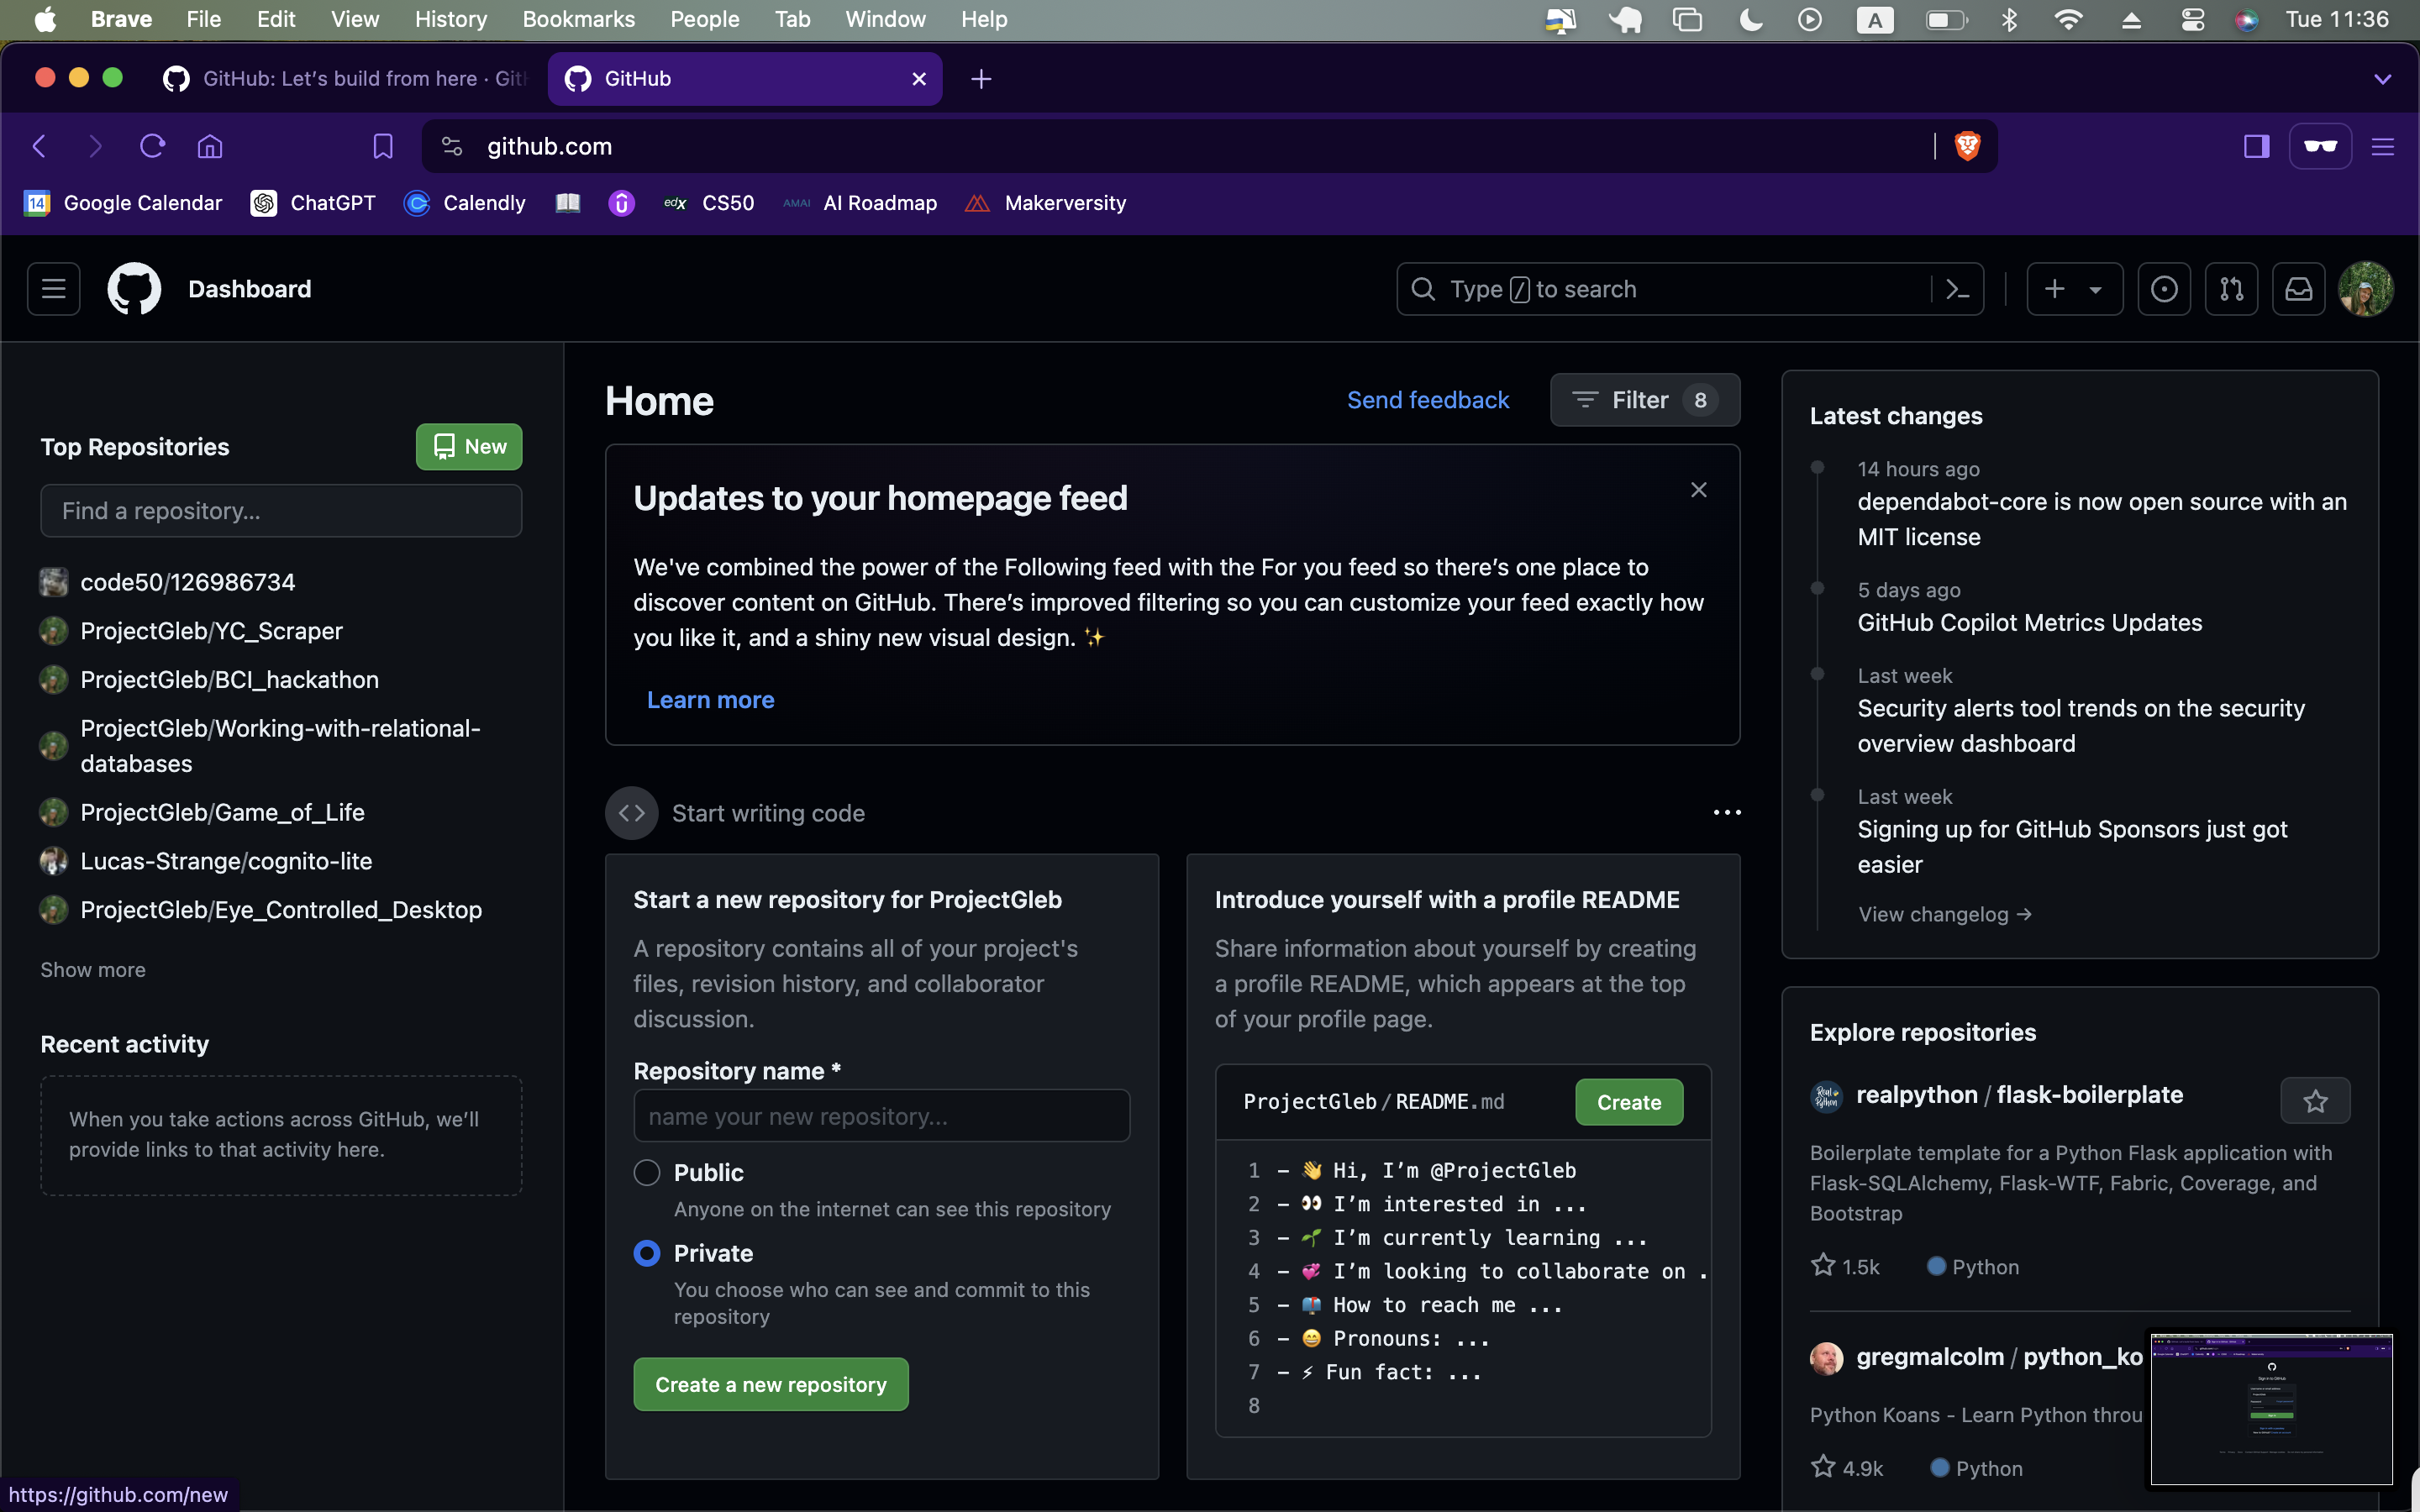 Brave File Edit View History Bookmarks People Tab Window Help
A
Tue 11:36
GitHub: Let’s build from here · Git
GitHub
github.com
14 Google Calendar
ChatGPT
Calendly
edX CS50
AMAI AI Roadmap
Makerversity
Dashboard
Type / to search
Top Repositories
New
Find a repository...
code50/126986734
ProjectGleb/YC_Scraper
ProjectGleb/BCI_hackathon
ProjectGleb/Working-with-relational-
databases
ProjectGleb/Game_of_Life
Lucas-Strange/cognito-lite
ProjectGleb/Eye_Controlled_Desktop
Show more
Recent activity
When you take actions across GitHub, we’ll
provide links to that activity here.
https://github.com/new
Home
Send feedback
Filter 8
Updates to your homepage feed
We've combined the power of the Following feed with the For you feed so there’s one place to
discover content on GitHub. There’s improved filtering so you can customize your feed exactly how
you like it, and a shiny new visual design. ✨
Learn more
Start writing code
Start a new repository for ProjectGleb
A repository contains all of your project's
files, revision history, and collaborator
discussion.
Repository name *
name your new repository...
Public
Anyone on the internet can see this repository
Private
You choose who can see and commit to this
repository
Create a new repository
Introduce yourself with a profile README
Share information about yourself by creating
a profile README, which appears at the top
of your profile page.
ProjectGleb/README.md
Create
1 - 👋 Hi, I’m @ProjectGleb
2 - 👀 I’m interested in ...
3 - 🌱 I’m currently learning ...
4 - 💞️ I’m looking to collaborate on .
5 - 📫 How to reach me ...
6 - 😄 Pronouns: ...
7 - ⚡ Fun fact: ...
8
Latest changes
14 hours ago
dependabot-core is now open source with an
MIT license
5 days ago
GitHub Copilot Metrics Updates
Last week
Security alerts tool trends on the security
overview dashboard
Last week
Signing up for GitHub Sponsors just got
easier
View changelog →
Explore repositories
Real Python
realpython / flask-boilerplate
Boilerplate template for a Python Flask application with
Flask-SQLAlchemy, Flask-WTF, Fabric, Coverage, and
Bootstrap
1.5k Python
gregmalcolm / python_ko
Python Koans - Learn Python throu
4.9k Python
Sign in to GitHub